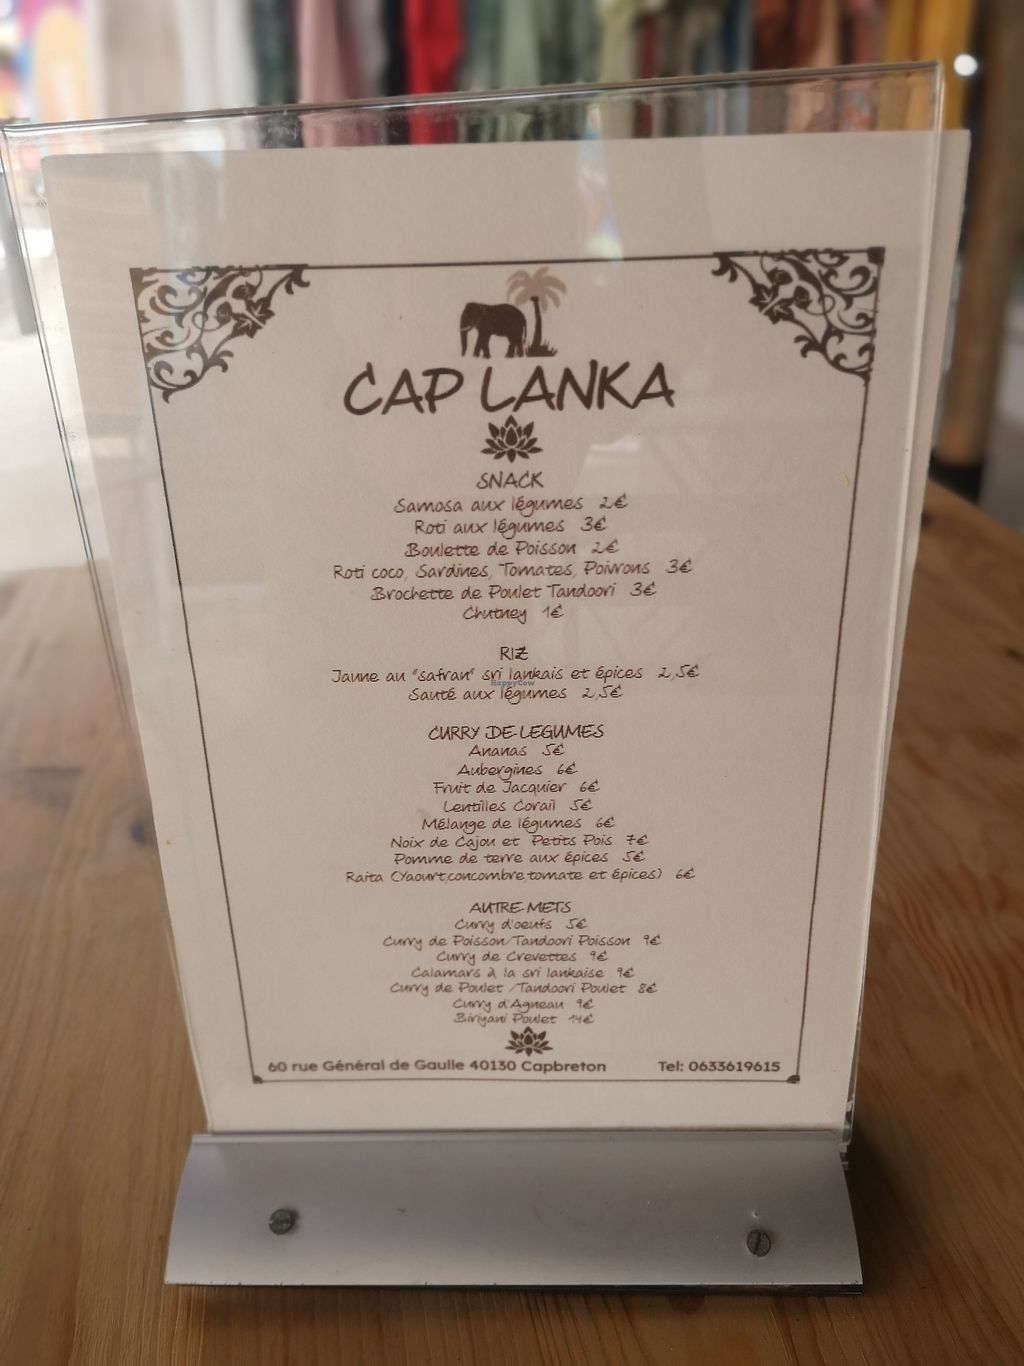 CAP LANKA
SNACK
Samosa aux légumes 2€
Roti aux légumes 3€
Boulette de Poisson 2€
Roti coco, Sardines, Tomates, Poivrons 3€
Brochette de Poulet Tandoori 3€
Chutney 1€
RIZ
Jaune au "safran" sri lankais et épices 2,5€
HappyCow
Sauté aux légumes 2,5€
CURRY DE LEGUMES
Ananas 5€
Aubergines 6€
Fruit de Jacquier 6€
Lentilles Corail 5€
Mélange de légumes 6€
Noix de Cajou et Petits Pois 7€
Pomme de terre aux épices 5€
Raita (Yaourt,concombre,tomate et épices) 6€
AUTRE METS
Curry d'oeufs 5€
Curry de Poisson/Tandoori Poisson 9€
Curry de Crevettes 9€
Calamars à la sri lankaise 9€
Curry de Poulet /Tandoori Poulet 8€
Curry d'Agneau 9€
Biriyani Poulet 14€
60 rue Général de Gaulle 40130 Capbreton Tel: 0633619615